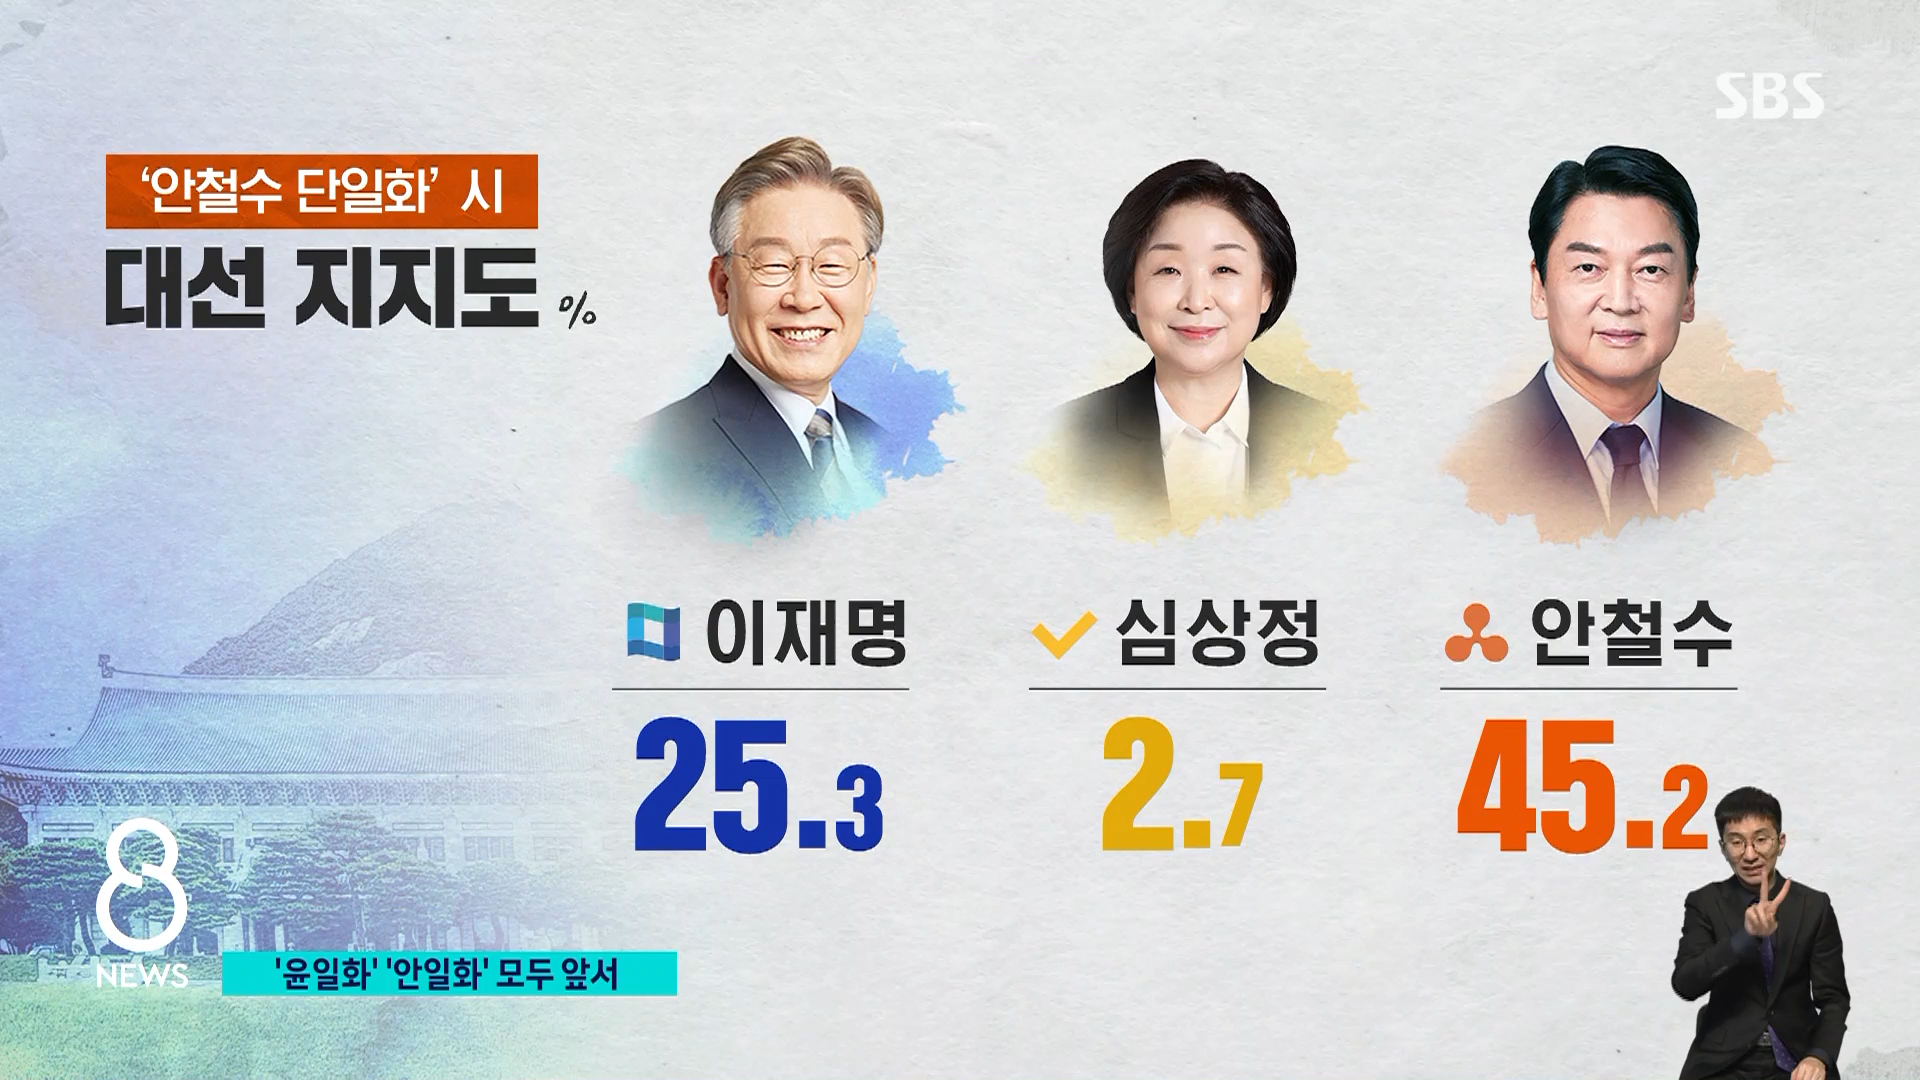 SBS
‘안철수 단일화’ 시
대선 지지도 %
이재명
25.3
심상정
2.7
안철수
45.2
8
NEWS
'윤일화' '안일화' 모두 앞서